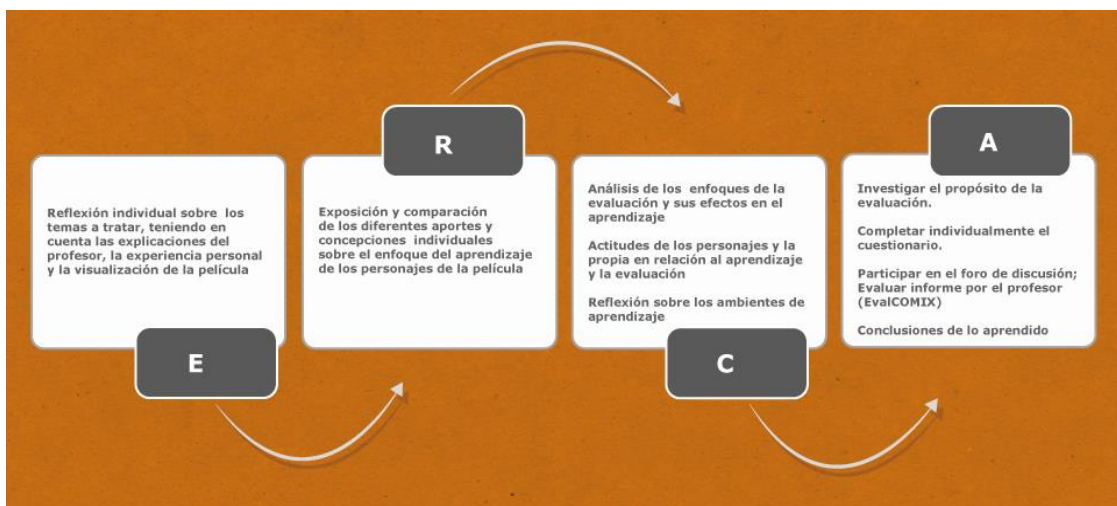 Reflexión individual sobre los
temas a tratar, teniendo en
cuenta las explicaciones del
profesor, la experiencia personal
y la visualización de la película
E
R
Exposición y comparación
de los diferentes aportes y
concepciones individuales
sobre el enfoque del aprendizaje
de los personajes de la película
Análisis de los enfoques de la
evaluación y sus efectos en el
aprendizaje
Actitudes de los personajes y la
propia en relación al aprendizaje
y la evaluación
Reflexión sobre los ambientes de
aprendizaje
C
A
Investigar el propósito de la
evaluación.
Completar individualmente el
cuestionario.
Participar en el foro de discusión;
Evaluar informe por el profesor
(EvalCOMIX)
Conclusiones de lo aprendido